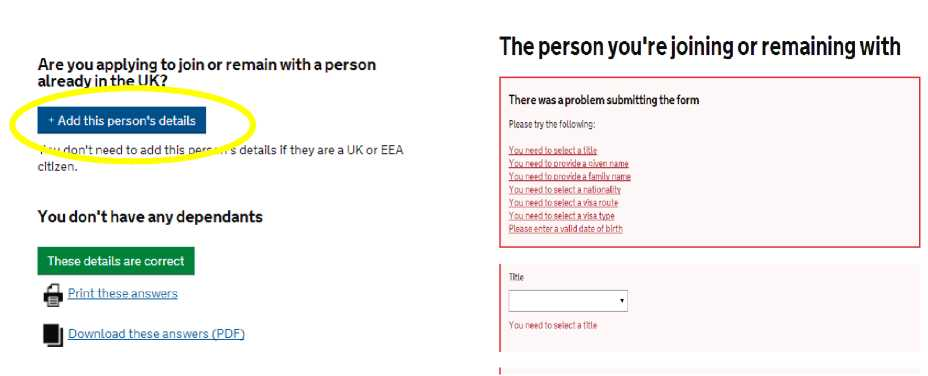 Are you applying to join or remain with a person
already in the UK?
+ Add this person's details
You don't need to add this person's details if they are a UK or EEA
citizen.
You don't have any dependants
These details are correct
Print these answers
Download these answers (PDF)
The person you're joining or remaining with
There was a problem submitting the form
Please try the following:
You need to select a title
You need to provide a given name
You need to provide a family name
You need to select a nationality
You need to select a visa route
You need to select a visa type
Please enter a valid date of birth
Title
You need to select a title